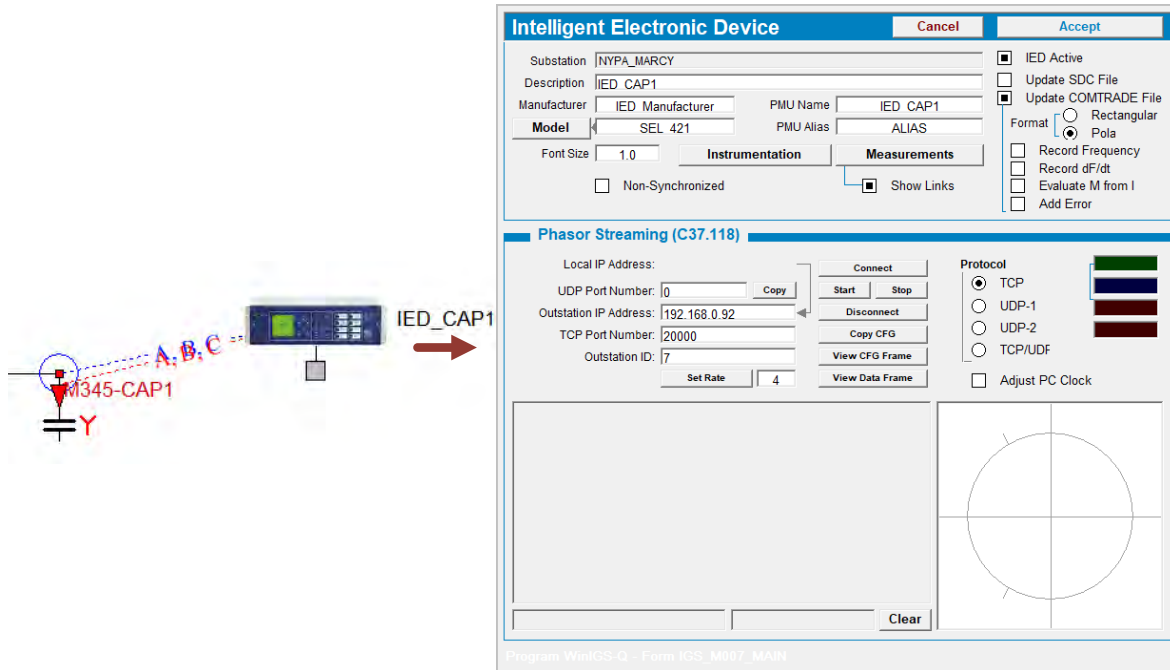 A, B, C
IED_CAP1
M345-CAP1
Y
Intelligent Electronic Device
Cancel
Accept
Substation NYPA_MARCY
Description IED_CAP1
Manufacturer IED Manufacturer
PMU Name IED CAP1
Model SEL 421
PMU Alias ALIAS
Font Size 1.0
Instrumentation
Measurements
Non-Synchronized
Show Links
IED Active
Update SDC File
Update COMTRADE File
Format
Rectangular
Pola
Record Frequency
Record dF/dt
Evaluate M from I
Add Error
Phasor Streaming (C37.118)
Local IP Address:
UDP Port Number: 0
Copy
Outstation IP Address: 192.168.0.92
TCP Port Number: 20000
Outstation ID: 7
Set Rate 4
Connect
Start Stop
Disconnect
Copy CFG
View CFG Frame
View Data Frame
Protocol
TCP
UDP-1
UDP-2
TCP/UDF
Adjust PC Clock
Clear
Program WinIGS-Q - Form IGS_M007_MAIN